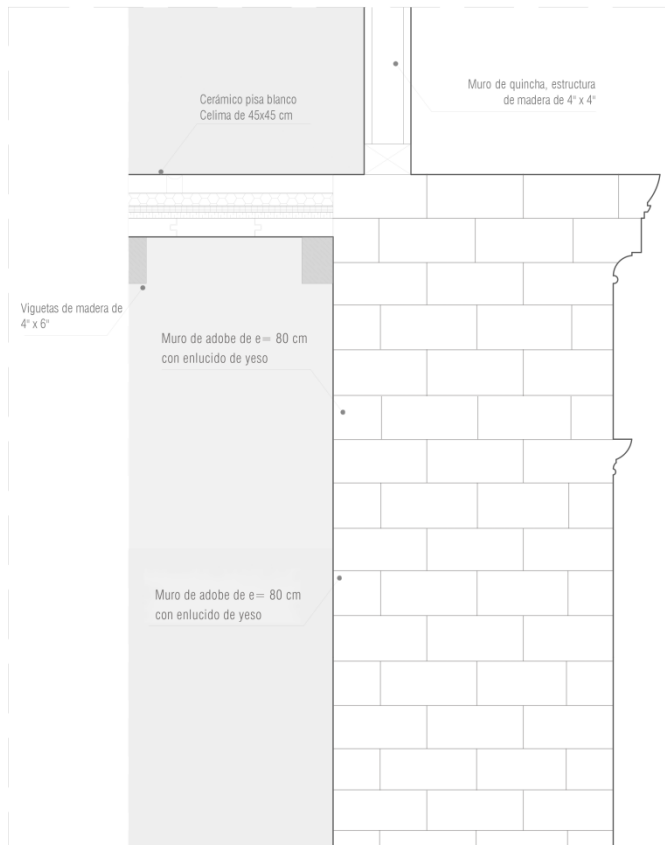 Muro de quincha, estructura
de madera de 4" x 4"
Cerámico pisa blanco
Celima de 45x45 cm
Viguetas de madera de
4" x 6"
Muro de adobe de e= 80 cm
con enlucido de yeso
Muro de adobe de e= 80 cm
con enlucido de yeso